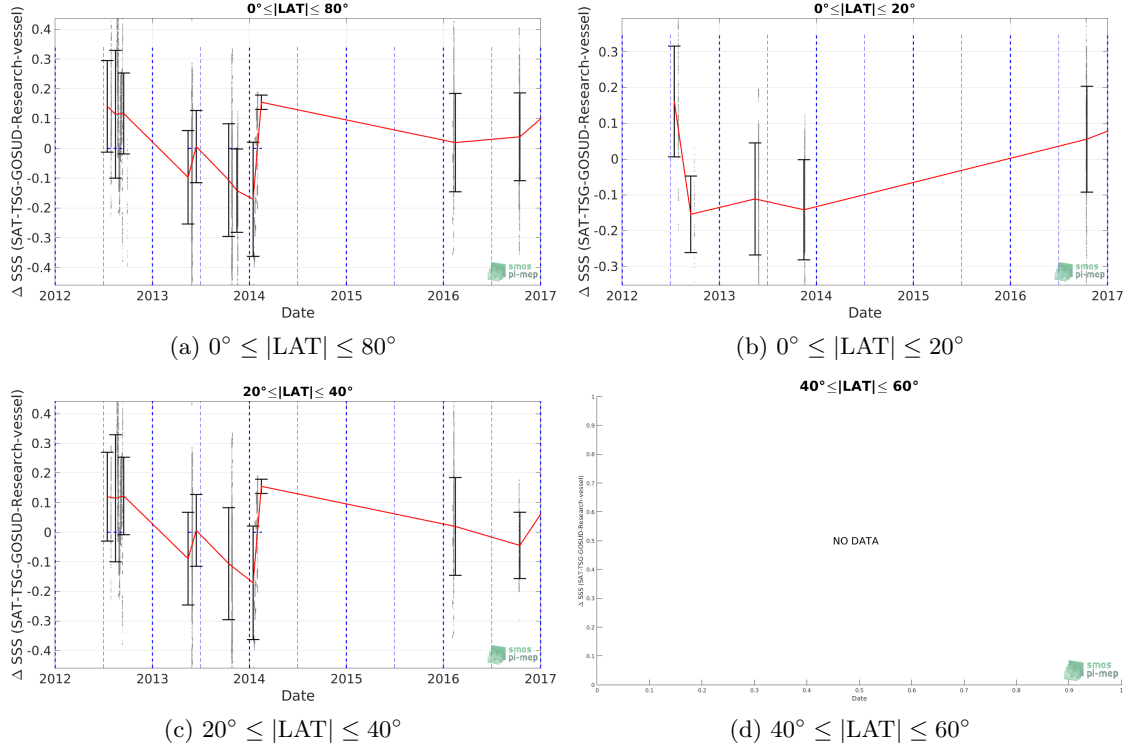 0°≤|LAT|≤ 80°
Δ SSS (SAT-TSG-GOSUD-Research-vessel)
0.4
0.3
0.2
0.1
0
-0.1
-0.2
-0.3
-0.4
2012 2013 2014 2015 2016 2017
Date
smos
pi-mep
(a) 0° ≤ |LAT| ≤ 80°
0°≤|LAT|≤ 20°
Δ SSS (SAT-TSG-GOSUD-Research-vessel)
0.3
0.2
0.1
0
-0.1
-0.2
-0.3
2012 2013 2014 2015 2016 2017
Date
smos
pi-mep
(b) 0° ≤ |LAT| ≤ 20°
20°≤|LAT|≤ 40°
Δ SSS (SAT-TSG-GOSUD-Research-vessel)
0.4
0.3
0.2
0.1
0
-0.1
-0.2
-0.3
-0.4
2012 2013 2014 2015 2016 2017
Date
smos
pi-mep
(c) 20° ≤ |LAT| ≤ 40°
40°≤|LAT|≤ 60°
Δ SSS (SAT-TSG-GOSUD-Research-vessel)
1
0.9
0.8
0.7
0.6
0.5
0.4
0.3
0.2
0.1
0
NO DATA
0 0.1 0.2 0.3 0.4 0.5 0.6 0.7 0.8 0.9 1
Date
smos
pi-mep
(d) 40° ≤ |LAT| ≤ 60°